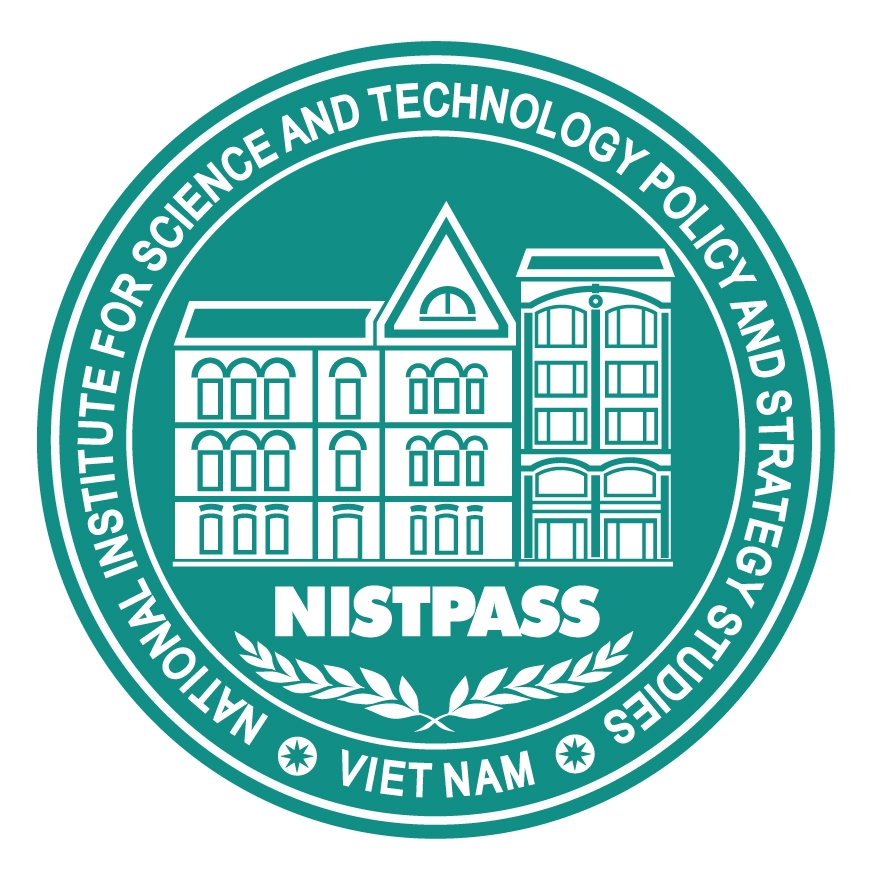 NATIONAL INSTITUTE FOR SCIENCE AND TECHNOLOGY POLICY AND STRATEGY STUDIES
NISTPASS
VIET NAM